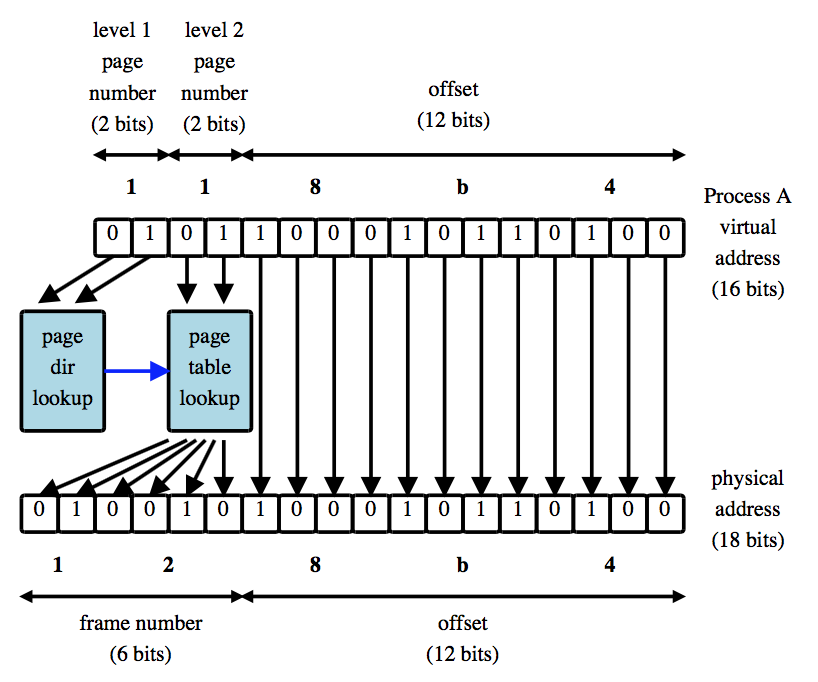 level 1 level 2
page page
number number offset
(2 bits) (2 bits) (12 bits)
1 1 8 b 4
Process A
virtual
address
(16 bits)
0 1 0 1 1 0 0 0 1 0 1 1 0 1 0 0
page page
dir table
lookup lookup
physical
address
(18 bits)
0 1 0 0 1 0 1 0 0 0 1 0 1 1 0 1 0 0
1 2 8 b 4
frame number offset
(6 bits) (12 bits)